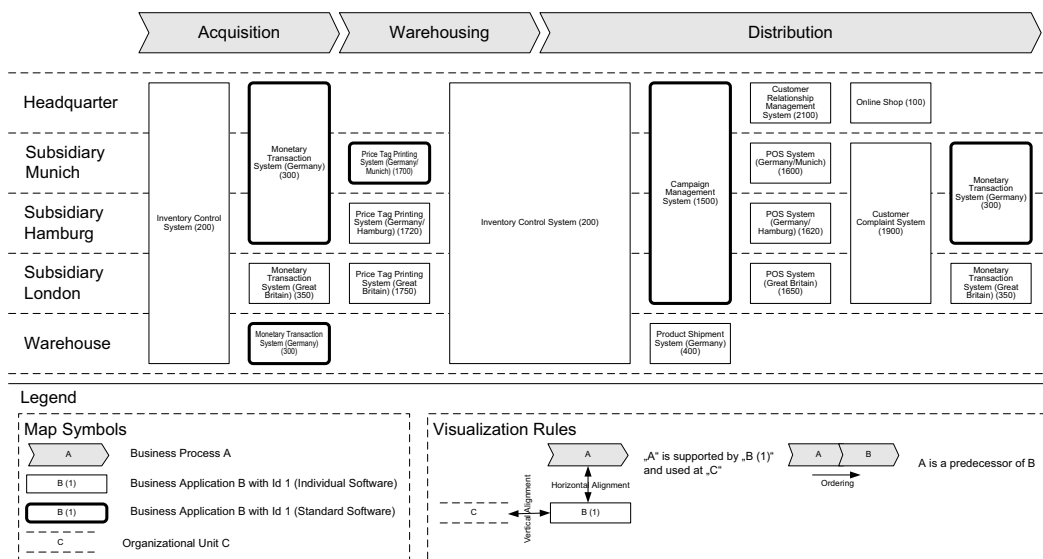 Acquisition
Warehousing
Distribution
Headquarter
Subsidiary
Munich
Subsidiary
Hamburg
Subsidiary
London
Warehouse
Inventory Control
System (200)
Monetary
Transaction
System (Germany)
(300)
Monetary
Transaction
System (Great
Britain) (350)
Monetary Transaction
System (Germany)
(300)
Price Tag Printing
System (Germany/
Munich) (1700)
Price Tag Printing
System (Germany/
Hamburg) (1720)
Price Tag Printing
System (Great
Britain) (1750)
Inventory Control System (200)
Campaign
Management
System (1500)
Product Shipment
System (Germany)
(400)
Customer
Relationship
Management
System (2100)
POS System
(Germany/Munich)
(1600)
POS System
(Germany/
Hamburg) (1620)
POS System
(Great Britain)
(1650)
Online Shop (100)
Customer
Complaint System
(1900)
Monetary
Transaction
System (Germany)
(300)
Monetary
Transaction
System (Great
Britain) (350)
Legend
Map Symbols
A
Business Process A
B (1)
Business Application B with Id 1 (Individual Software)
B (1)
Business Application B with Id 1 (Standard Software)
C
Organizational Unit C
Visualization Rules
A
Horizontal Alignment
C
Vertical Alignment
B (1)
„A“ is supported by „B (1)“
and used at „C“
A
B
Ordering
A is a predecessor of B